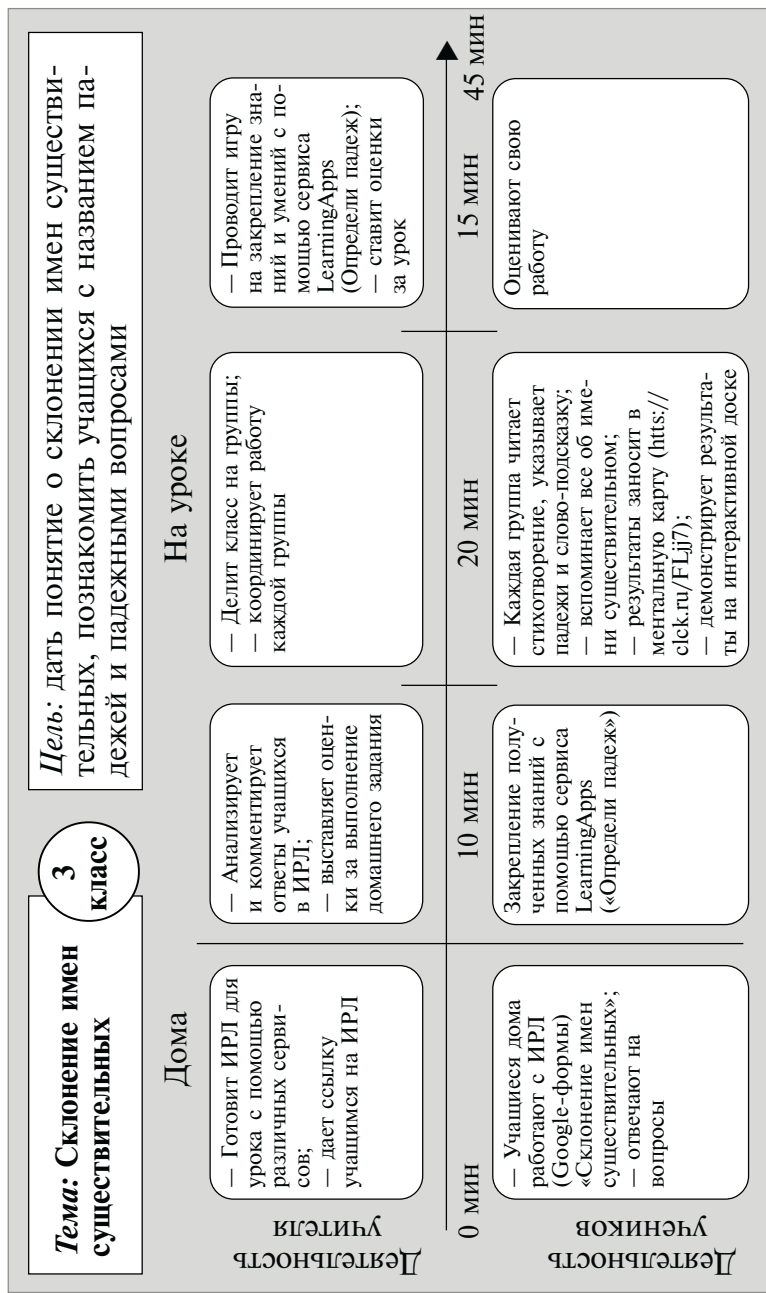 Тема: Склонение имен
существительных
3
класс
Цель: дать понятие о склонении имен существи-
тельных, познакомить учащихся с названием па-
дежей и падежными вопросами
Дома
На уроке
Деятельность
учителя
— Готовит ИРЛ для
урока с помощью
различных серви-
сов;
— дает ссылку
учащимся на ИРЛ
— Анализирует
и комментирует
ответы учащихся
в ИРЛ;
— выставляет оцен-
ки за выполнение
домашнего задания
— Делит класс на группы;
— координирует работу
каждой группы
— Проводит игру
на закрепление зна-
ний и умений с по-
мощью сервиса
LearningApps
(Определи падеж);
— ставит оценки
за урок
0 мин
10 мин
20 мин
15 мин
45 мин
Деятельность
учеников
— Учащиеся дома
работают с ИРЛ
(Google-формы)
«Склонение имен
существительных»;
— отвечают на
вопросы
Закрепление полу-
ченных знаний с
помощью сервиса
LearningApps
(«Определи падеж»)
— Каждая группа читает
стихотворение, указывает
падежи и слово-подсказку;
— вспоминает все об име-
ни существительном;
— результаты заносит в
ментальную карту (htts://
clck.ru/FLjj7);
— демонстрирует результа-
ты на интерактивной доске
Оценивают свою
работу